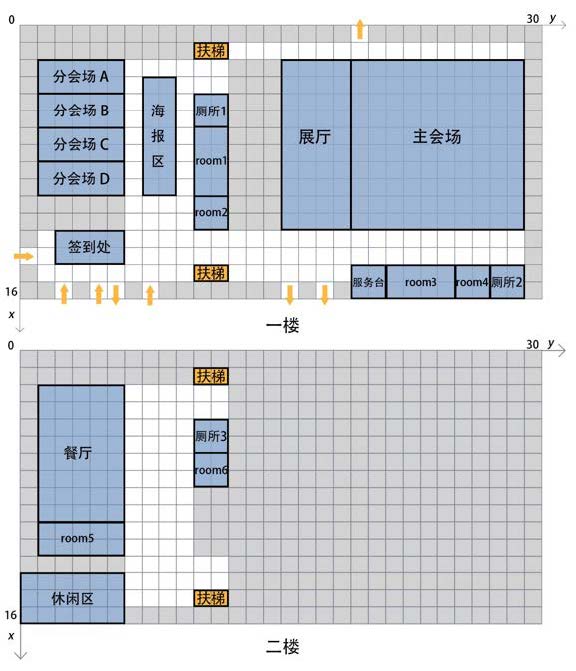 0
30
y
扶梯
分会场 A
分会场 B
分会场 C
分会场 D
海报区
厕所1
room1
room2
展厅
主会场
签到处
扶梯
服务台
room3
room4
厕所2
16
x
一楼
0
30
y
扶梯
餐厅
厕所3
room6
room5
休闲区
扶梯
16
x
二楼